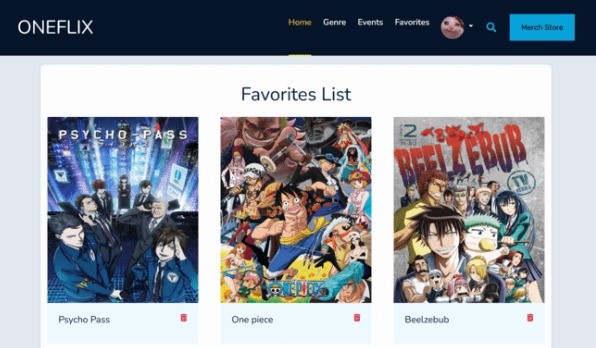 ONEFLIX
Home Genre Events Favorites Merch Store
Favorites List
PSYCHO-PASS
ONE PIECE
2
BEELZEBUB
TV
Psycho Pass
One piece
Beelzebub